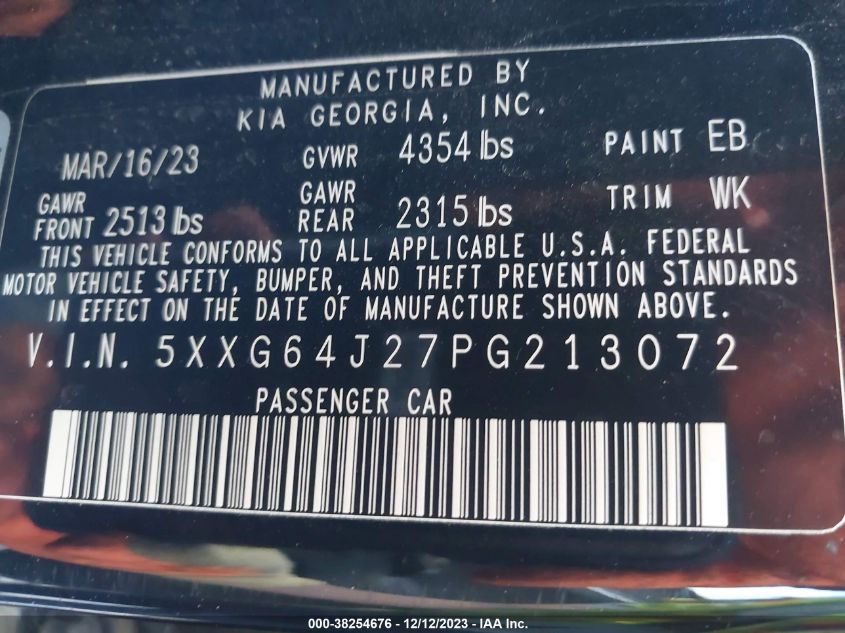 MANUFACTURED BY
KIA GEORGIA, INC.
MAR/16/23 GVWR 4354 lbs PAINT EB
GAWR FRONT 2513 lbs GAWR REAR 2315 lbs TRIM WK
THIS VEHICLE CONFORMS TO ALL APPLICABLE U.S.A. FEDERAL
MOTOR VEHICLE SAFETY, BUMPER, AND THEFT PREVENTION STANDARDS
IN EFFECT ON THE DATE OF MANUFACTURE SHOWN ABOVE.
V.I.N. 5XXG64J27PG213072
PASSENGER CAR
000-38254676 - 12/12/2023 - IAA Inc.